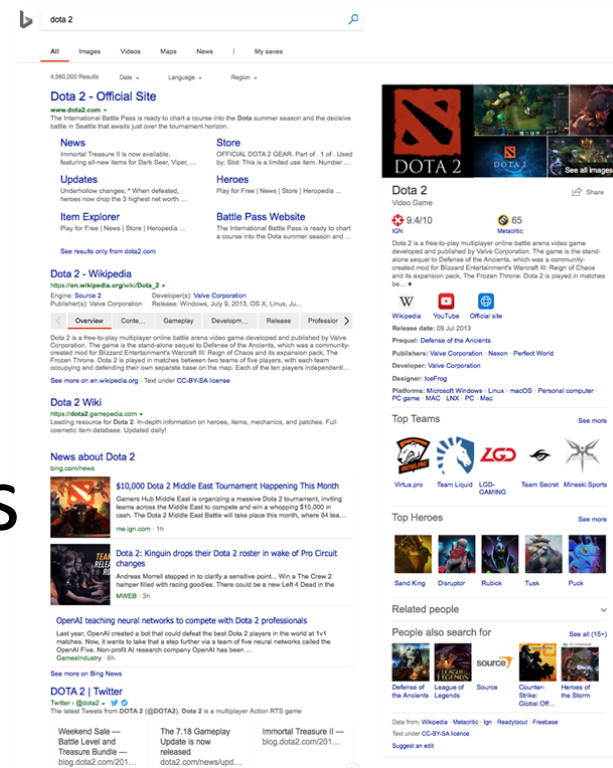 dota 2
All Images Videos Maps News | My saves
4,560,000 Results Date Language Region
Dota 2 - Official Site
www.dota2.com
The International Battle Pass is ready to chart a course into the Dota summer season and the decisive
battle in Seattle that awaits just over the tournament horizon.
News
Immortal Treasure II is now available,
featuring all-new items for Dark Seer, Viper, ...
Store
OFFICIAL DOTA 2 GEAR. Part of . 1 of . Used
by: Slot: This is a limited use item. Number ...
Updates
Underhollow changes; * When defeated,
heroes now drop the 3 highest net worth ...
Heroes
Play for Free | News | Store | Heropedia ...
Item Explorer
Play for Free | News | Store | Heropedia ...
Battle Pass Website
The International Battle Pass is ready to chart
a course into the Dota summer season and ...
See results only from dota2.com
Dota 2 - Wikipedia
https://en.wikipedia.org/wiki/Dota_2
Engine: Source 2 Developer(s): Valve Corporation
Publisher(s): Valve Corporation Release: Windows, July 9, 2013, OS X, Linux, Ju...
Overview Conte... Gameplay Developm... Release Professior
Dota 2 is a free-to-play multiplayer online battle arena video game developed and published by Valve
Corporation. The game is the stand-alone sequel to Defense of the Ancients, which was a community-
created mod for Blizzard Entertainment's Warcraft III: Reign of Chaos and its expansion pack, The
Frozen Throne. Dota 2 is played in matches between two teams of five players, with each team
occupying and defending their own separate base on the map. Each of the ten players independentl...
See more on en.wikipedia.org · Text under CC-BY-SA license
Dota 2 Wiki
https://dota2.gamepedia.com
Leading resource for Dota 2. In-depth information on heroes, items, mechanics, and patches. Full
cosmetic item database. Updated daily!
News about Dota 2
bing.com/news
$10,000 Dota 2 Middle East Tournament Happening This Month
Gamers Hub Middle East is organizing a massive Dota 2 tournament, inviting
teams across the Middle East to compete and win a whopping $10,000 in
cash. The Dota 2 Middle East Battle will take place this month, where 64 tea...
me.ign.com · 1h
s
Dota 2: Kinguin drops their Dota 2 roster in wake of Pro Circuit
changes
Andreas Morrell stepped in to clarify a sensitive point... Win a The Crew 2
hamper filled with racing goodies. There could be a new Left 4 Dead in the
MWEB · 3h
OpenAI teaching neural networks to compete with Dota 2 professionals
Last year, OpenAI created a bot that could defeat the best Dota 2 players in the world at 1v1
matches. Now, it wants to take that a step further via a team of five neural networks called the
OpenAI Five. Non-profit AI research company OpenAI has been ...
GamesIndustry · 6h
See more on Bing News
DOTA 2 | Twitter
Twitter › @dota2
The latest Tweets from DOTA 2 (@DOTA2). Dota 2 is a multiplayer Action RTS game
Weekend Sale —
Battle Level and
Treasure Bundle —
blog.dota2.com/201...
The 7.18 Gameplay
Update is now
released
dota2.com/news/upd...
Immortal Treasure II —
blog.dota2.com/201...
DOTA 2
DOTA 2
See all images
Dota 2
Share
Video Game
9.4/10 65
IGN Metacritic
Dota 2 is a free-to-play multiplayer online battle arena video game
developed and published by Valve Corporation. The game is the stand-
alone sequel to Defense of the Ancients, which was a community-
created mod for Blizzard Entertainment's Warcraft III: Reign of Chaos
and its expansion pack, The Frozen Throne. Dota 2 is played in matches
be...
W
Wikipedia YouTube Official site
Release date: 09 Jul 2013
Prequel: Defense of the Ancients
Publishers: Valve Corporation · Nexon · Perfect World
Developer: Valve Corporation
Designer: IceFrog
Platforms: Microsoft Windows · Linux · macOS · Personal computer ·
PC game · MAC · LNX · PC · Mac
Top Teams See more
LGD
Virtus.pro Team Liquid LGD-GAMING Team Secret Mineski.Sports
Top Heroes See more
Sand King Disruptor Rubick Tusk Puck
Related people
People also search for See all (15+)
source
Defense of the Ancients
League of Legends
Source
Counter-Strike: Global Off...
Heroes of the Storm
Data from: Wikipedia · Metacritic · Ign · Readytoout · Freebase
Text under CC-BY-SA licence
Suggest an edit